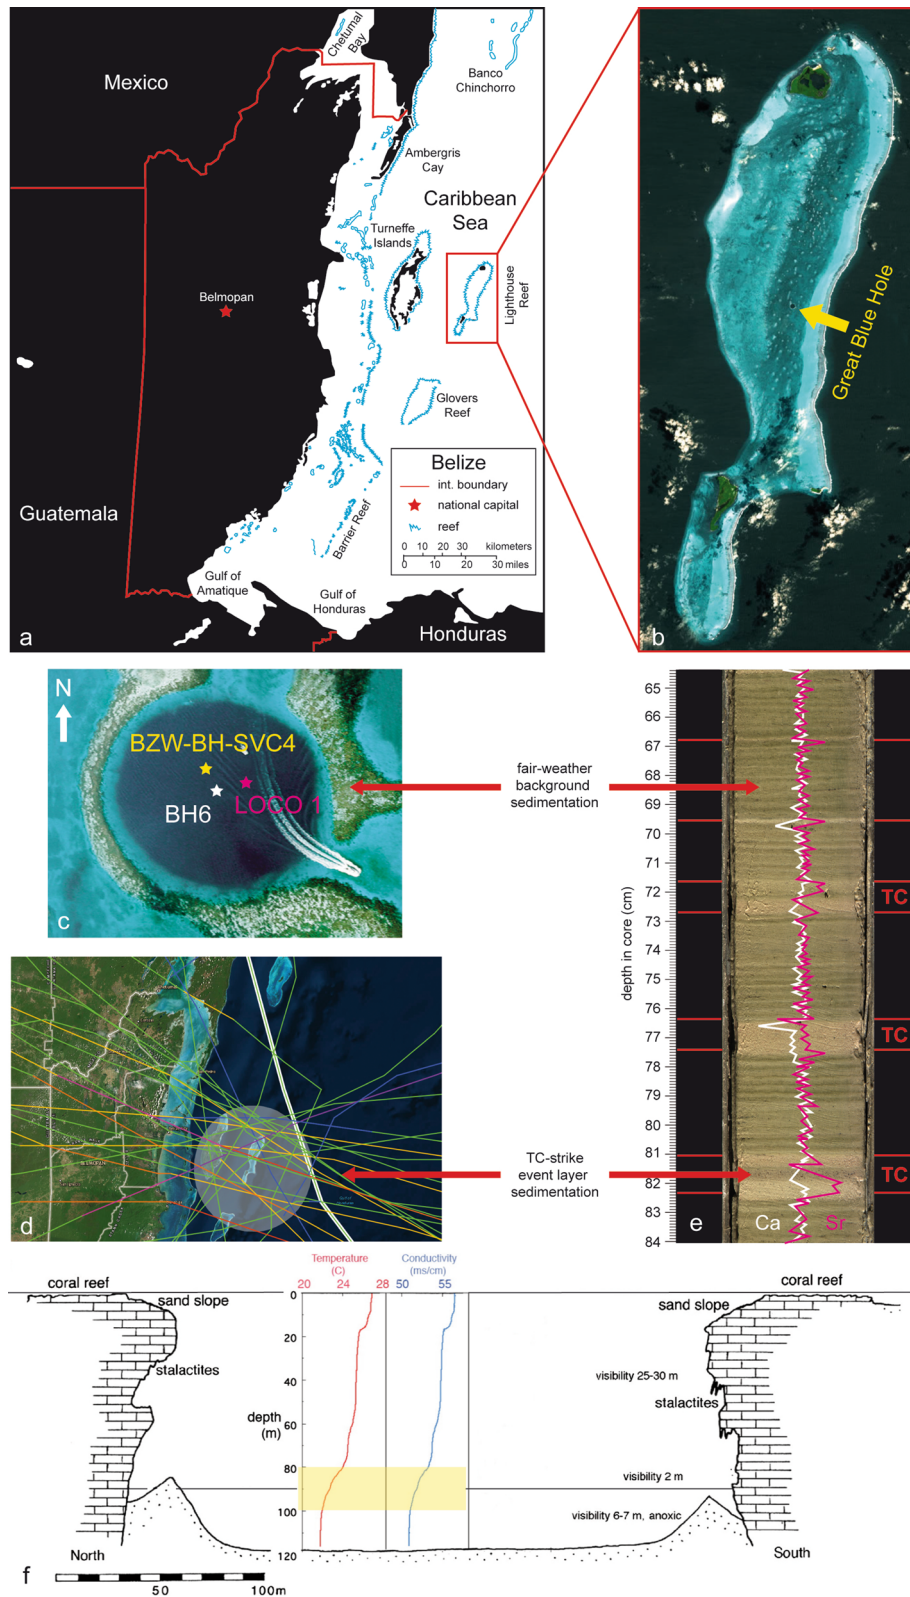 Mexico
Chetumal
Bay
Banco
Chinchorro
Ambergris
Cay
Caribbean
Sea
Turneffe
Islands
Lighthouse
Reef
Belmopan
Glovers
Reef
Guatemala
Barrier Reef
Gulf of
Amatique
Gulf of
Honduras
Honduras
Belize
int. boundary
national capital
reef
0 10 20 30 kilometers
0 10 20 30 miles
a
Great Blue Hole
b
N
BZW-BH-SVC4
LOCO 1
BH6
c
fair-weather
background
sedimentation
TC-strike
event layer
sedimentation
d
depth in core (cm)
65
66
67
68
69
70
71
72
73
74
75
76
77
78
79
80
81
82
83
84
TC
TC
TC
e
Ca
Sr
Temperature
(C)
20 24 28
Conductivity
(ms/cm)
50 55
coral reef
sand slope
stalactites
depth
(m)
0
20
40
60
80
100
120
coral reef
sand slope
visibility 25-30 m
stalactites
visibility 2 m
visibility 6-7 m, anoxic
North
South
f
50 100m